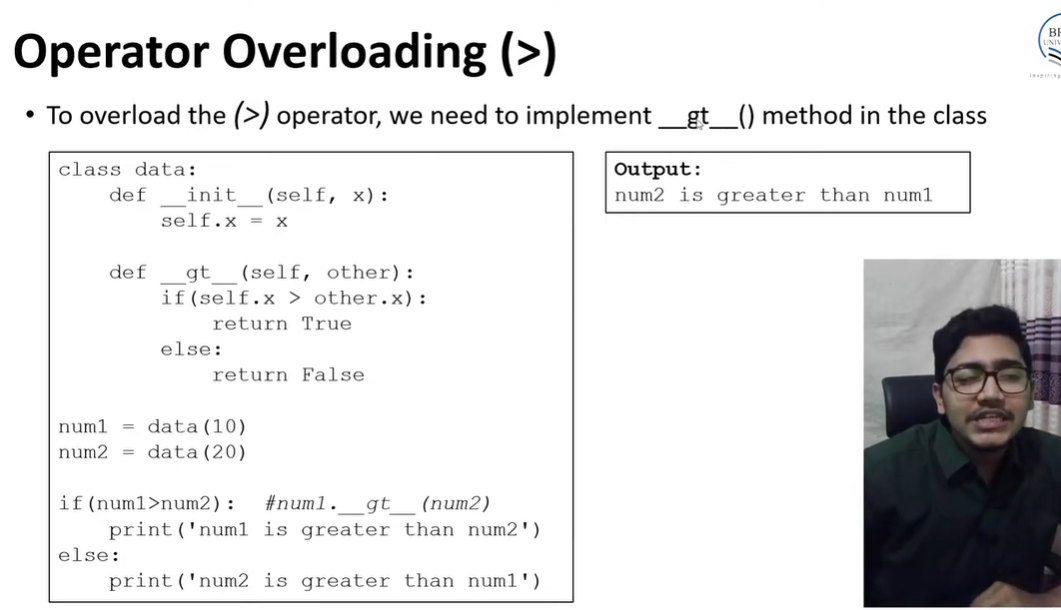 Operator Overloading (>)
• To overload the (>) operator, we need to implement __gt__() method in the class
class data:
    def __init__(self, x):
        self.x = x
    def __gt__(self, other):
        if(self.x > other.x):
            return True
        else:
            return False
num1 = data(10)
num2 = data(20)
if(num1>num2):  #num1.__gt__(num2)
    print('num1 is greater than num2')
else:
    print('num2 is greater than num1')
Output:
num2 is greater than num1